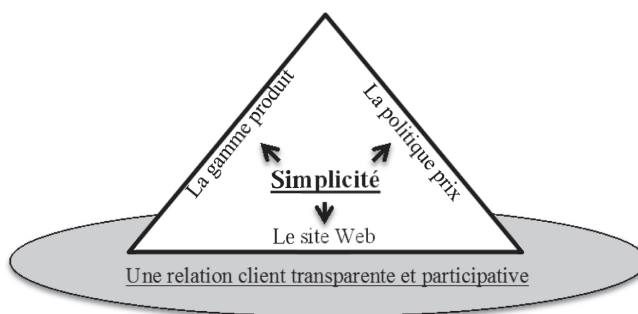 La gamme produit
La politique prix
Simplicité
Le site Web
Une relation client transparente et participative